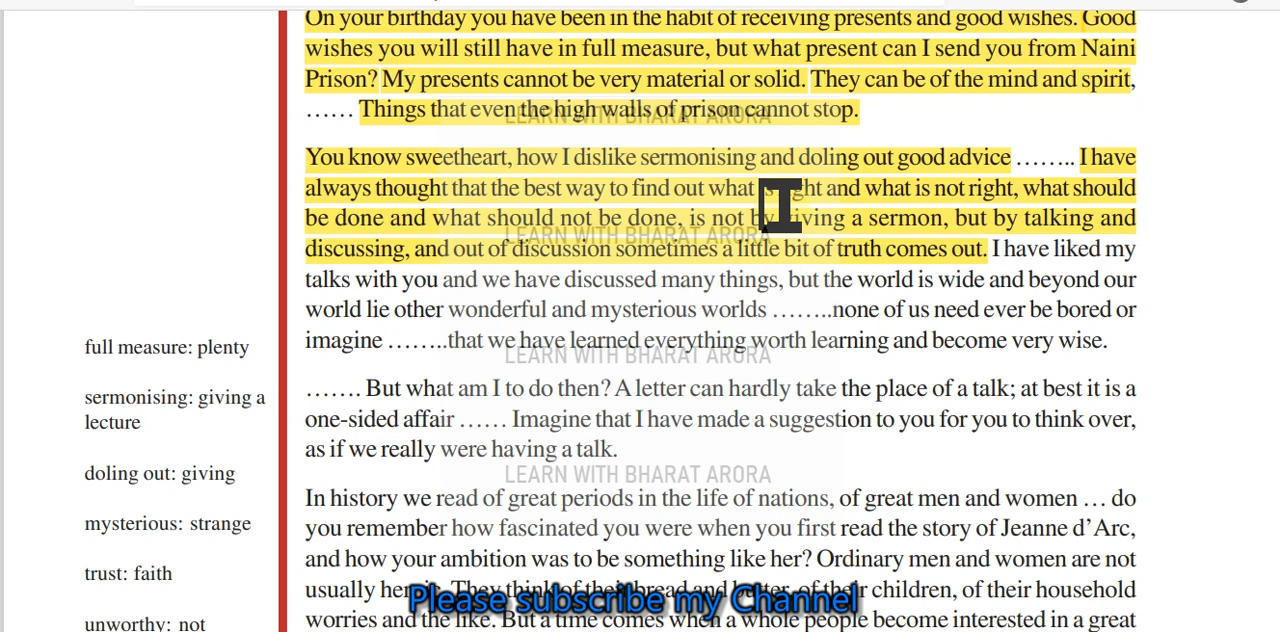 On your birthday you have been in the habit of receiving presents and good wishes. Good
wishes you will still have in full measure, but what present can I send you from Naini
Prison? My presents cannot be very material or solid. They can be of the mind and spirit,
…… Things that even the high walls of prison cannot stop.
LEARN WITH BHARAT ARORA
You know sweetheart, how I dislike sermonising and doling out good advice …….. I have
always thought that the best way to find out what is right and what is not right, what should
be done and what should not be done, is not by giving a sermon, but by talking and
LEARN WITH BHARAT ARORA
discussing, and out of discussion sometimes a little bit of truth comes out. I have liked my
talks with you and we have discussed many things, but the world is wide and beyond our
world lie other wonderful and mysterious worlds ……..none of us need ever be bored or
imagine ……..that we have learned everything worth learning and become very wise.
LEARN WITH BHARAT ARORA
……. But what am I to do then? A letter can hardly take the place of a talk; at best it is a
one-sided affair …… Imagine that I have made a suggestion to you for you to think over,
as if we really were having a talk.
LEARN WITH BHARAT ARORA
In history we read of great periods in the life of nations, of great men and women … do
you remember how fascinated you were when you first read the story of Jeanne d’Arc,
and how your ambition was to be something like her? Ordinary men and women are not
usually heroic. They think of their bread and butter, of their children, of their household
worries and the like. But a time comes when a whole people become interested in a great
full measure: plenty
sermonising: giving a
lecture
doling out: giving
mysterious: strange
trust: faith
unworthy: not
Please subscribe my Channel